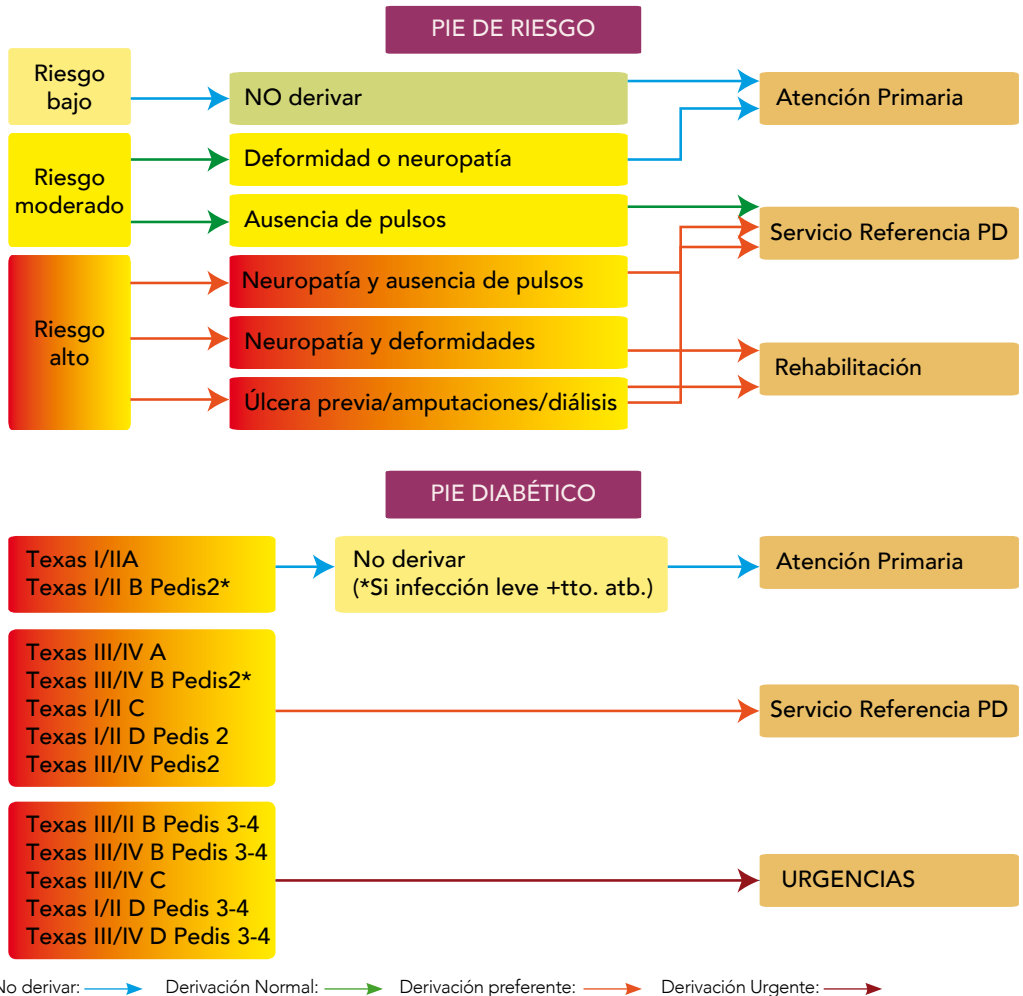 PIE DE RIESGO
Riesgo
bajo
NO derivar
Atención Primaria
Riesgo
moderado
Deformidad o neuropatía
Ausencia de pulsos
Servicio Referencia PD
Riesgo
alto
Neuropatía y ausencia de pulsos
Neuropatía y deformidades
Úlcera previa/amputaciones/diálisis
Rehabilitación
PIE DIABÉTICO
Texas I/IIA
Texas I/II B Pedis2*
No derivar
(*Si infección leve +tto. atb.)
Atención Primaria
Texas III/IV A
Texas III/IV B Pedis2*
Texas I/II C
Texas I/II D Pedis 2
Texas III/IV Pedis2
Servicio Referencia PD
Texas III/II B Pedis 3-4
Texas III/IV B Pedis 3-4
Texas III/IV C
Texas I/II D Pedis 3-4
Texas III/IV D Pedis 3-4
URGENCIAS
No derivar: Derivación Normal: Derivación preferente: Derivación Urgente: